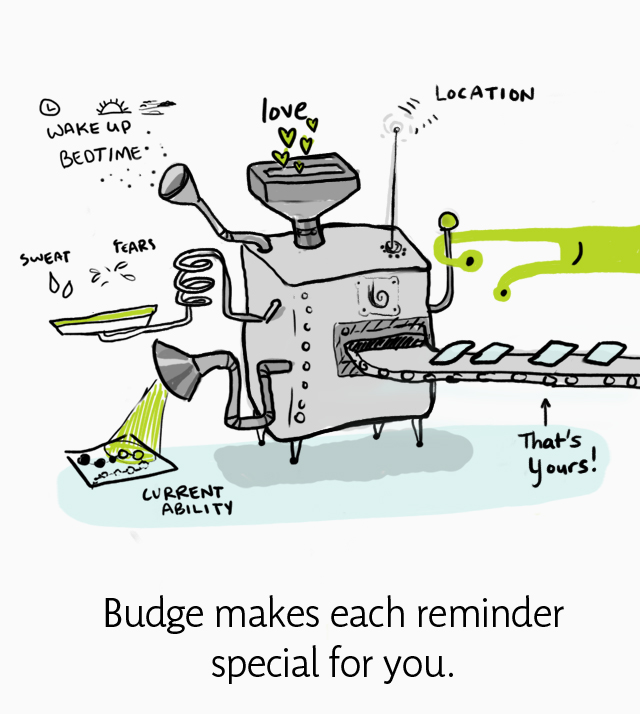 WAKE UP
BEDTIME
love
LOCATION
SWEAT
TEARS
CURRENT
ABILITY
That's
Yours!
Budge makes each reminder
special for you.